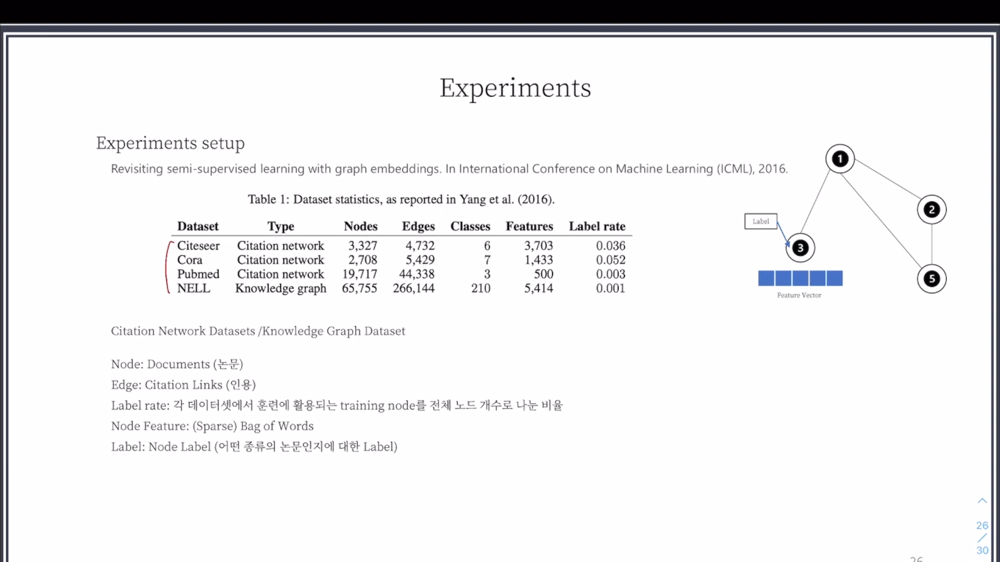 Experiments
Experiments setup
Revisiting semi-supervised learning with graph embeddings. In International Conference on Machine Learning (ICML), 2016.
Table 1: Dataset statistics, as reported in Yang et al. (2016).
Dataset Type Nodes Edges Classes Features Label rate
Citeseer Citation network 3,327 4,732 6 3,703 0.036
Cora Citation network 2,708 5,429 7 1,433 0.052
Pubmed Citation network 19,717 44,338 3 500 0.003
NELL Knowledge graph 65,755 266,144 210 5,414 0.001
1
2
Label
3
5
Feature Vector
Citation Network Datasets /Knowledge Graph Dataset
Node: Documents (논문)
Edge: Citation Links (인용)
Label rate: 각 데이터셋에서 훈련에 활용되는 training node를 전체 노드 개수로 나눈 비율
Node Feature: (Sparse) Bag of Words
Label: Node Label (어떤 종류의 논문인지에 대한 Label)
26
/
30
26